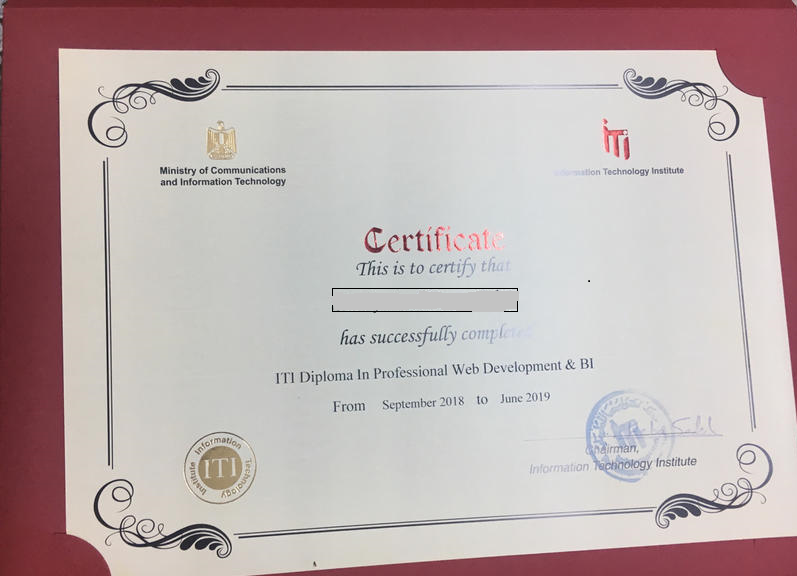 Ministry of Communications
and Information Technology
iTi
Information Technology Institute
Certificate
This is to certify that
has successfully completed
ITI Diploma In Professional Web Development & BI
From September 2018 to June 2019
Chairman,
Information Technology Institute
Information
ITI
Technology
Institute